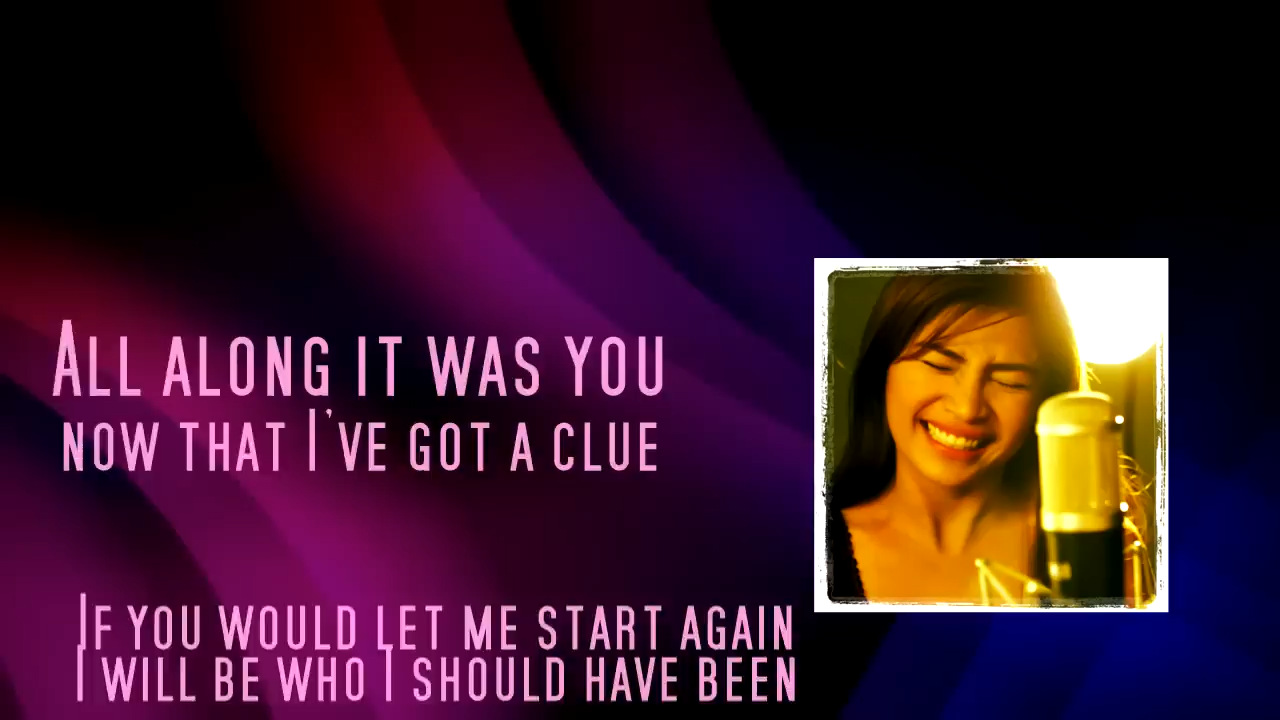 All along it was you
now that I've got a clue
If you would let me start again
I will be who I should have been